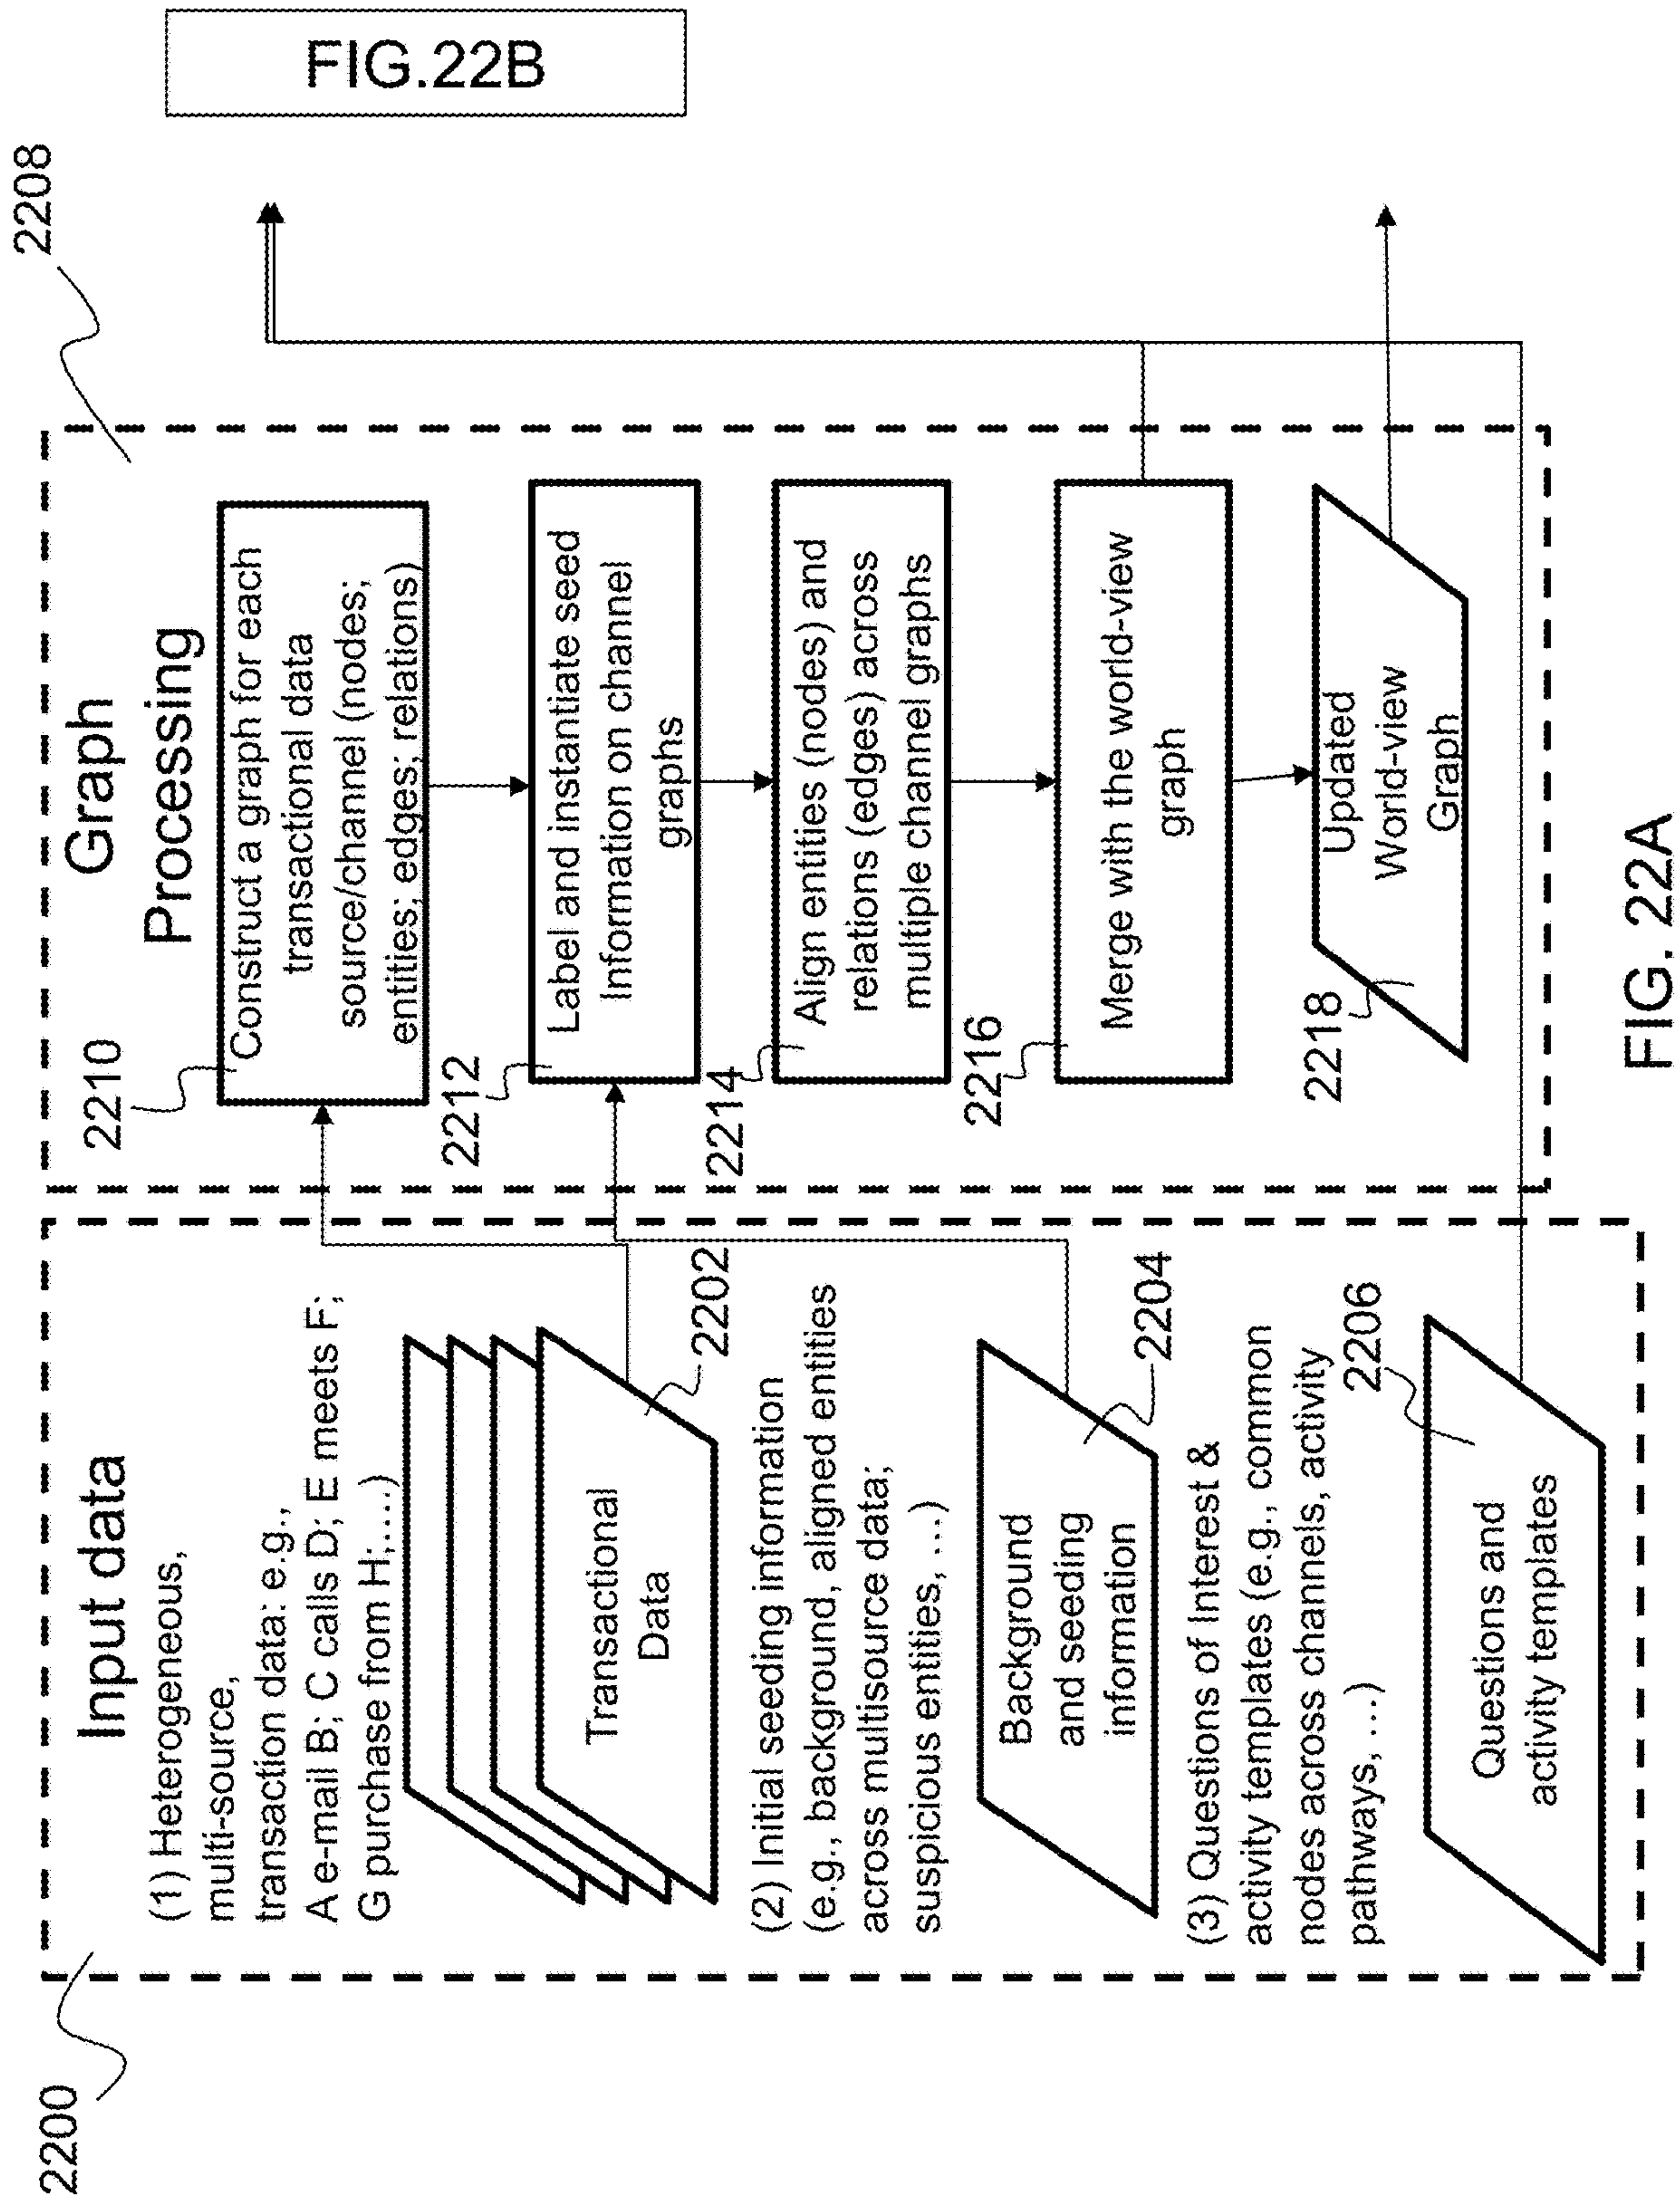 2200
Input data
(1) Heterogeneous,
multi-source,
transaction data: e.g.,
A e-mail B; C calls D; E meets F;
G purchase from H;....)
Transactional
Data
2202
(2) Initial seeding information
(e.g., background, aligned entities
across multisource data;
suspicious entities, ...)
Background
and seeding
information
2204
(3) Questions of Interest &
activity templates (e.g., common
nodes across channels, activity
pathways, ...)
2206
Questions and
activity templates
2208
Graph
Processing
2210
Construct a graph for each
transactional data
source/channel (nodes;
entities; edges; relations)
2212
Label and instantiate seed
Information on channel
graphs
2214
Align entities (nodes) and
relations (edges) across
multiple channel graphs
2216
Merge with the world-view
graph
2218
Updated
World-view
Graph
FIG.22B
FIG. 22A